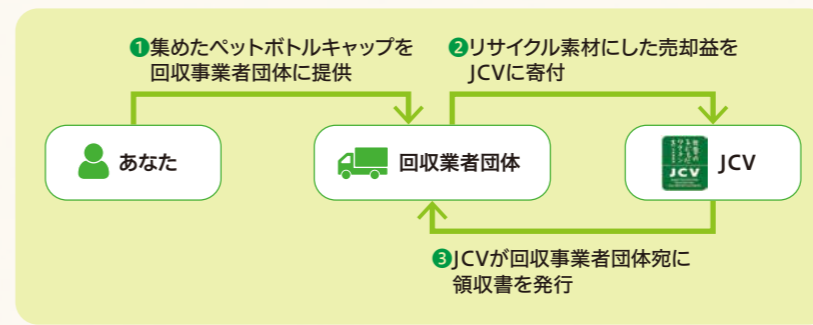 ❶集めたペットボトルキャップを
回収事業者団体に提供
❷リサイクル素材にした売却益を
JCVに寄付
あなた
回収業者団体
JCV
JCV
❸JCVが回収事業者団体宛に
領収書を発行